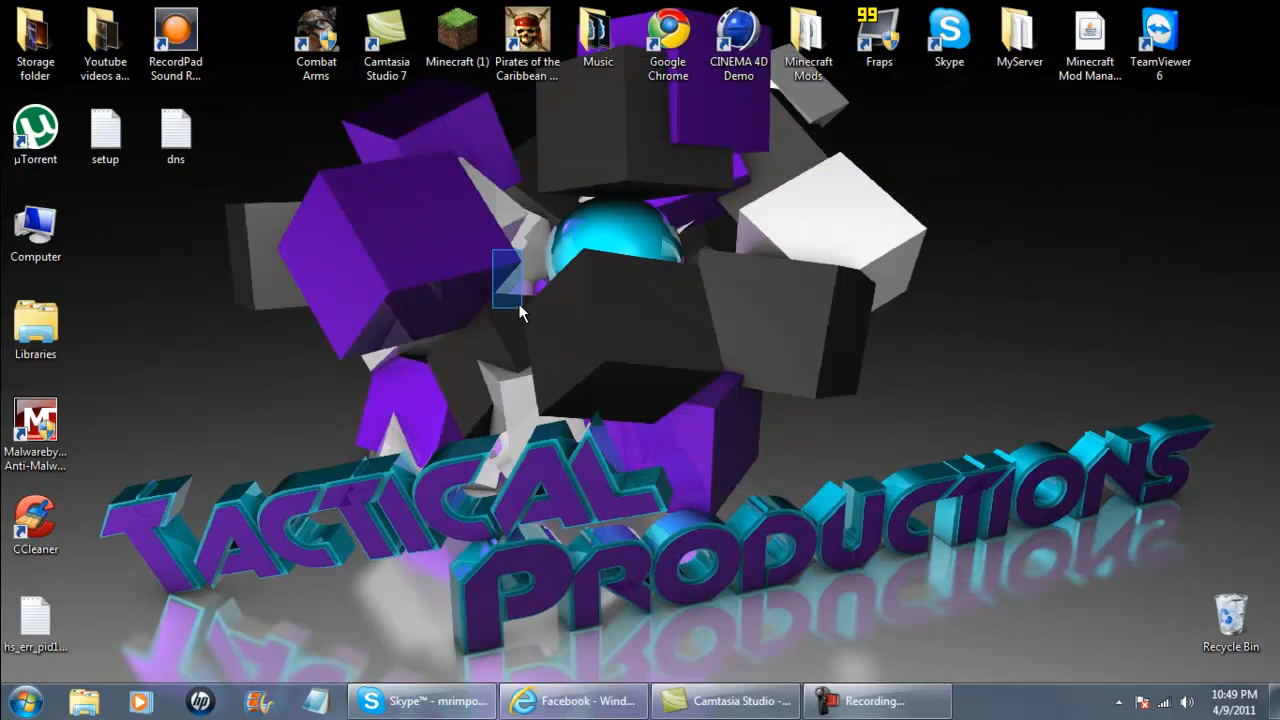 Storage
folder
Youtube
videos a...
RecordPad
Sound R...
Combat
Arms
Camtasia
Studio 7
Minecraft (1)
Pirates of the
Caribbean ...
Music
Google
Chrome
CINEMA 4D
Demo
Minecraft
Mods
99
Fraps
Skype
MyServer
Minecraft
Mod Mana...
TeamViewer
6
µTorrent
setup
dns
Computer
Libraries
Malwareby...
Anti-Malw...
CCleaner
hs_err_pid1...
TACTICAL
PRODUCTIONS
Recycle Bin
Skype™ - mrimpo...
Facebook - Wind...
Camtasia Studio -...
Recording...
10:49 PM
4/9/2011